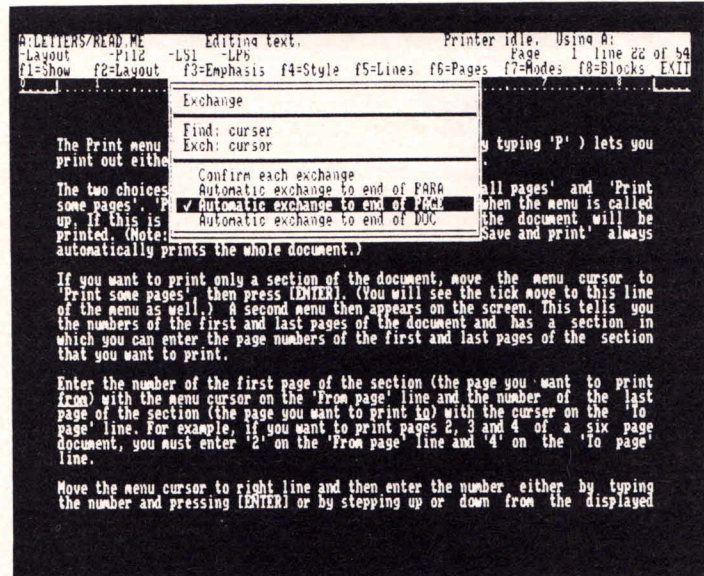 A:LETTERS/READ.ME Editing text. Printer idle. Using A:
-Layout -Pi12 -LS1 -LP6 Page 1 line 22 of 54
f1=Show f2=Layout f3=Emphasis f4=Style f5=Lines f6=Pages f7=Modes f8=Blocks EXIT
0 1 7 8
Exchange
Find: curser
Exch: cursor
Confirm each exchange
Automatic exchange to end of PARA
✓ Automatic exchange to end of PAGE
Automatic exchange to end of DOC
The Print menu y typing 'P' ) lets you
print out eithe .
The two choices all pages' and 'Print
some pages'. 'P when the menu is called
up. If this is the document will be
printed. (Note: Save and print' always
automatically prints the whole document.)
If you want to print only a section of the document, move the menu cursor to
'Print some pages', then press [ENTER]. (You will see the tick move to this line
of the menu as well.) A second menu then appears on the screen. This tells you
the numbers of the first and last pages of the document and has a section in
which you can enter the page numbers of the first and last pages of the section
that you want to print.
Enter the number of the first page of the section (the page you want to print
from) with the menu cursor on the 'From page' line and the number of the last
page of the section (the page you want to print to) with the curser on the 'To
page' line. For example, if you want to print pages 2, 3 and 4 of a six page
document, you must enter '2' on the 'From page' line and '4' on the 'To page'
line.
Move the menu cursor to right line and then enter the number either by typing
the number and pressing [ENTER] or by stepping up or down from the displayed